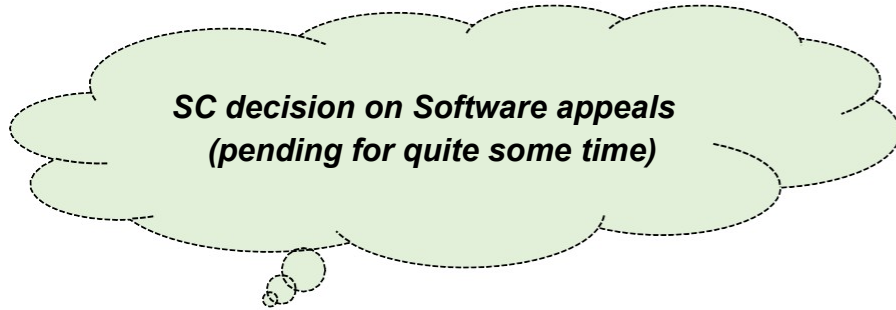 SC decision on Software appeals
(pending for quite some time)